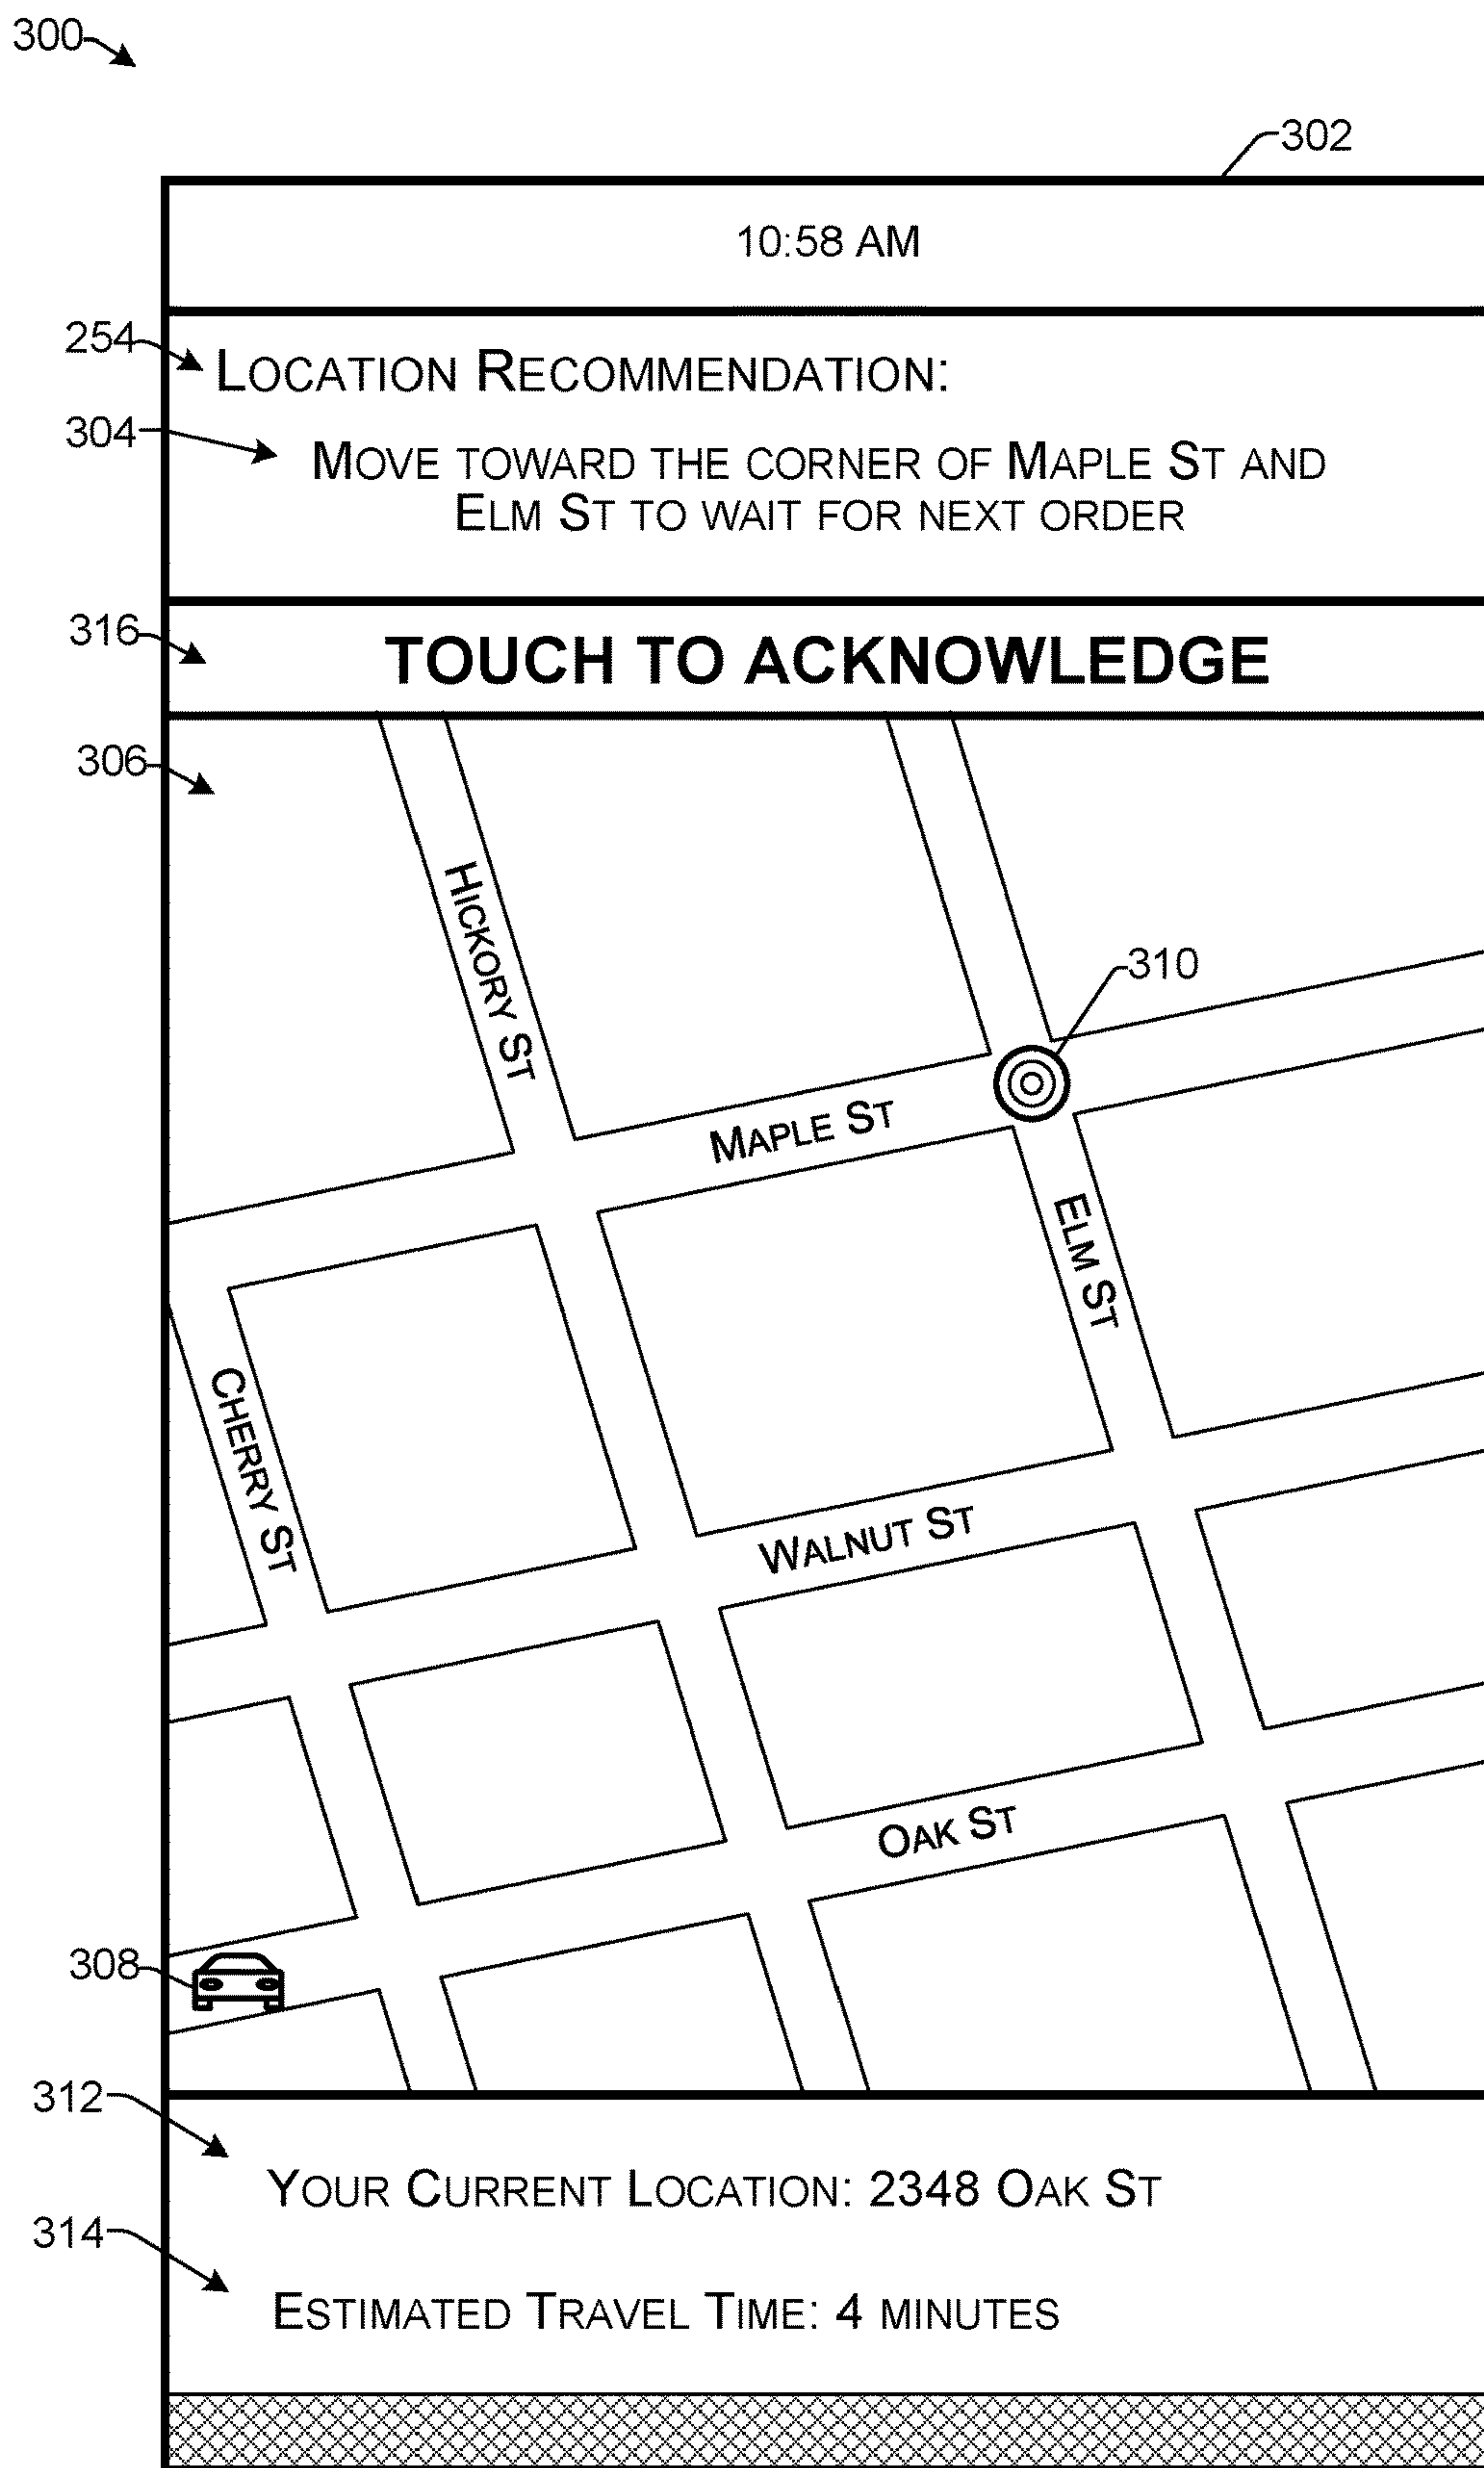 300
302
10:58 AM
254
LOCATION RECOMMENDATION:
304
MOVE TOWARD THE CORNER OF MAPLE ST AND
ELM ST TO WAIT FOR NEXT ORDER
316
TOUCH TO ACKNOWLEDGE
306
HICKORY ST
310
MAPLE ST
ELM ST
CHERRY ST
WALNUT ST
OAK ST
308
312
YOUR CURRENT LOCATION: 2348 OAK ST
314
ESTIMATED TRAVEL TIME: 4 MINUTES